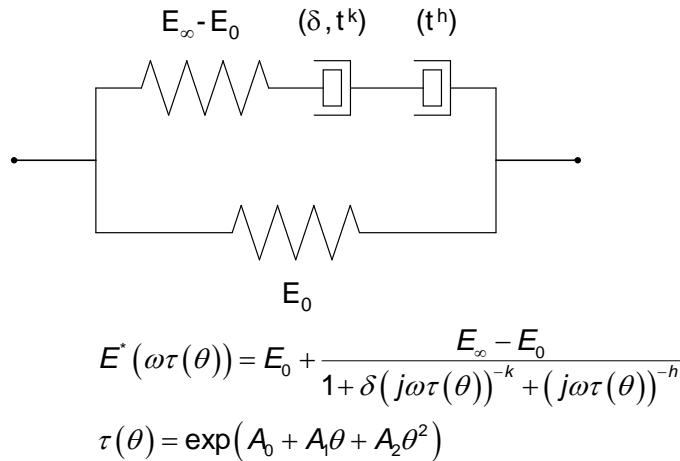 E∞-E0 (δ, t^k) (t^h)
E0
E*(ωτ(θ)) = E0 + (E∞ − E0) / (1 + δ(jωτ(θ))^−k + (jωτ(θ))^−h)
τ(θ) = exp(A0 + A1θ + A2θ²)